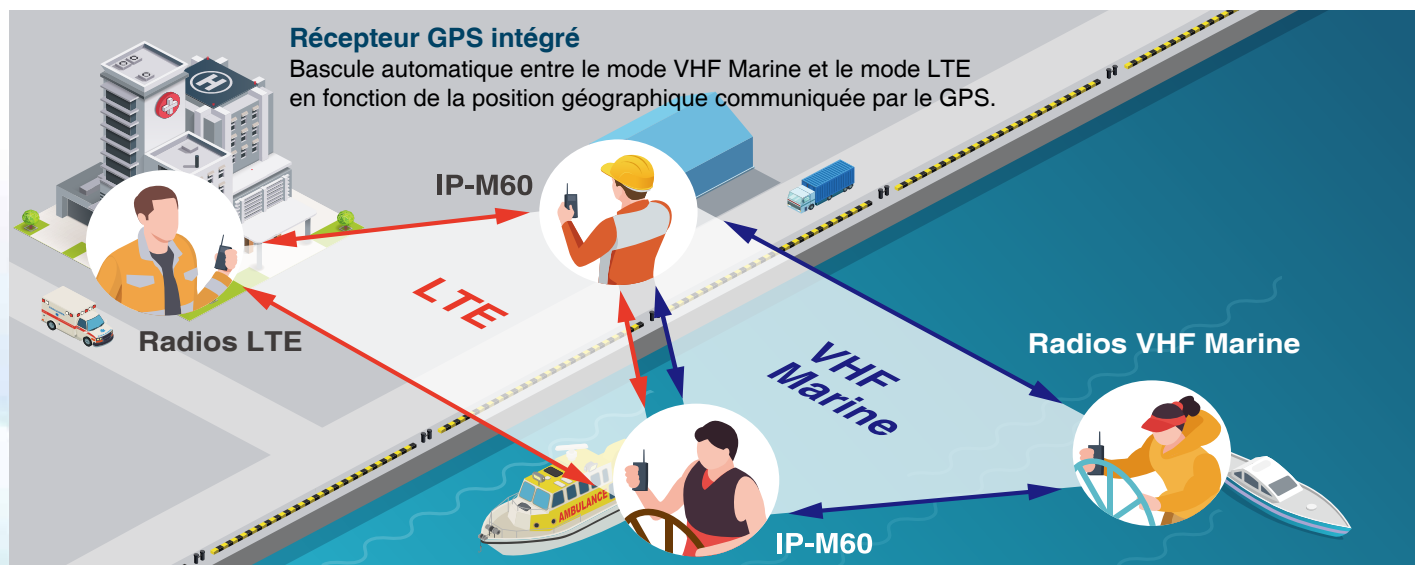 Récepteur GPS intégré
Bascule automatique entre le mode VHF Marine et le mode LTE
en fonction de la position géographique communiquée par le GPS.
H
IP-M60
LTE
Radios LTE
VHF
Marine
Radios VHF Marine
AMBULANCE
IP-M60